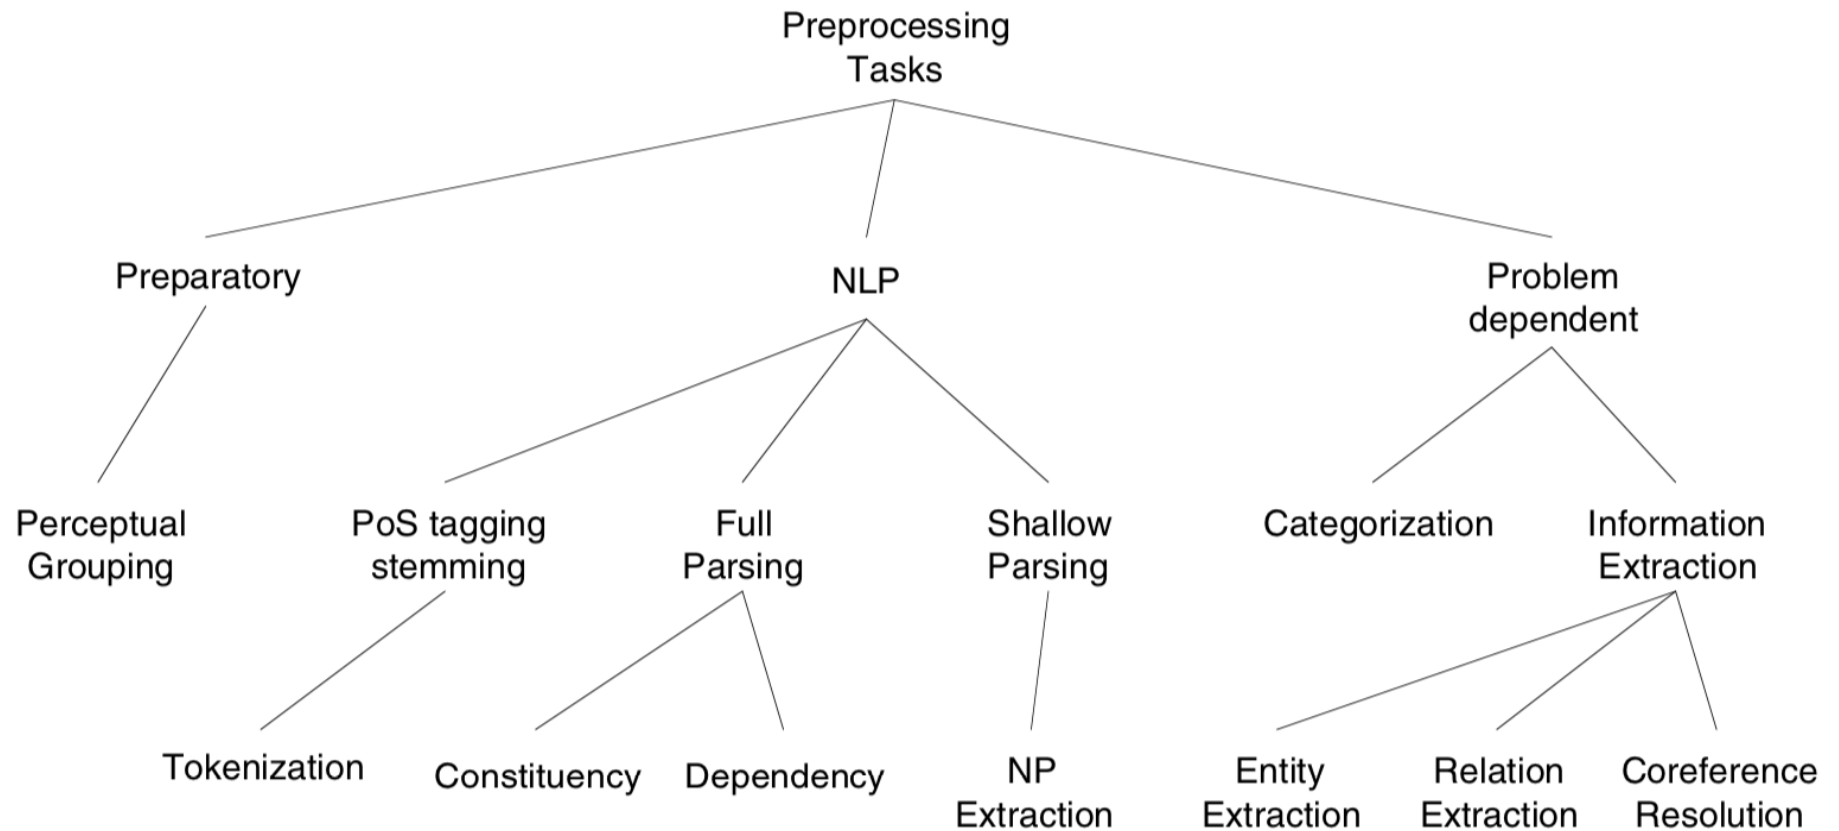 Preprocessing
Tasks
Preparatory
NLP
Problem
dependent
Perceptual
Grouping
PoS tagging
stemming
Full
Parsing
Shallow
Parsing
Categorization
Information
Extraction
Tokenization
Constituency
Dependency
NP
Extraction
Entity
Extraction
Relation
Extraction
Coreference
Resolution